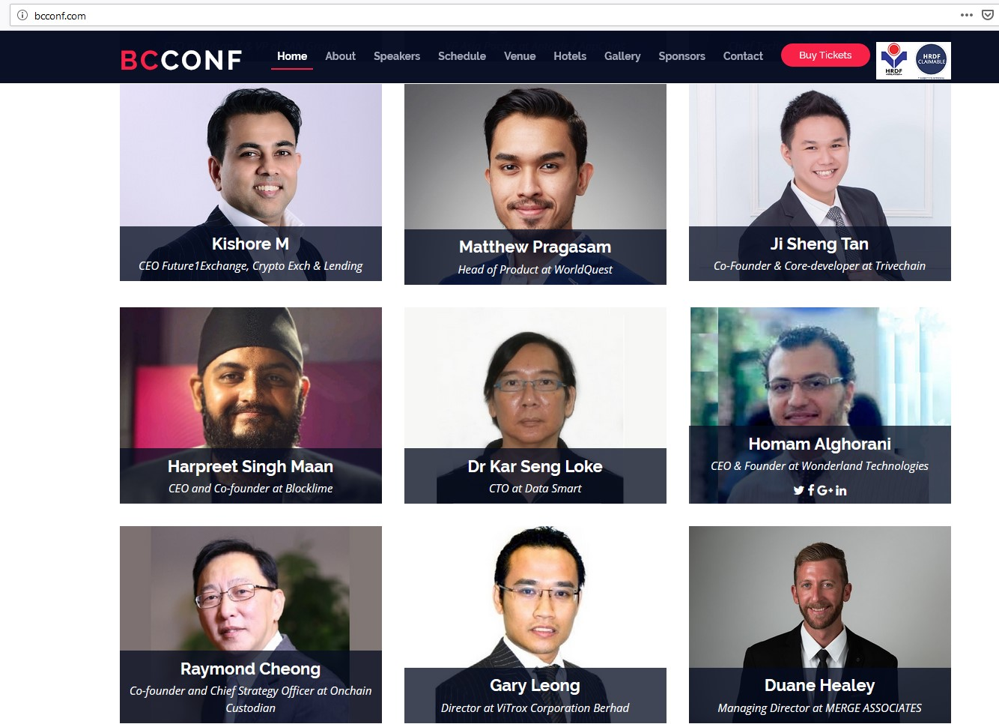 bcconf.com
BCCONF
Home About Speakers Schedule Venue Hotels Gallery Sponsors Contact Buy Tickets
HRDF
HRDF
CLAIMABLE
Kishore M
CEO Future1Exchange, Crypto Exch & Lending
Matthew Pragasam
Head of Product at WorldQuest
Ji Sheng Tan
Co-Founder & Core-developer at Trivechain
Harpreet Singh Maan
CEO and Co-founder at Blocklime
Dr Kar Seng Loke
CTO at Data Smart
Homam Alghorani
CEO & Founder at Wonderland Technologies
Raymond Cheong
Co-founder and Chief Strategy Officer at Onchain
Custodian
Gary Leong
Director at ViTrox Corporation Berhad
Duane Healey
Managing Director at MERGE ASSOCIATES